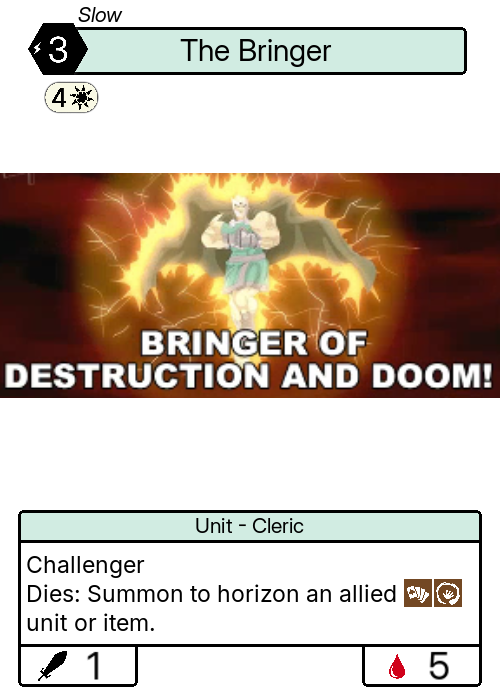 Slow
3
The Bringer
4
BRINGER OF
DESTRUCTION AND DOOM!
Unit - Cleric
Challenger
Dies: Summon to horizon an allied
unit or item.
1
5